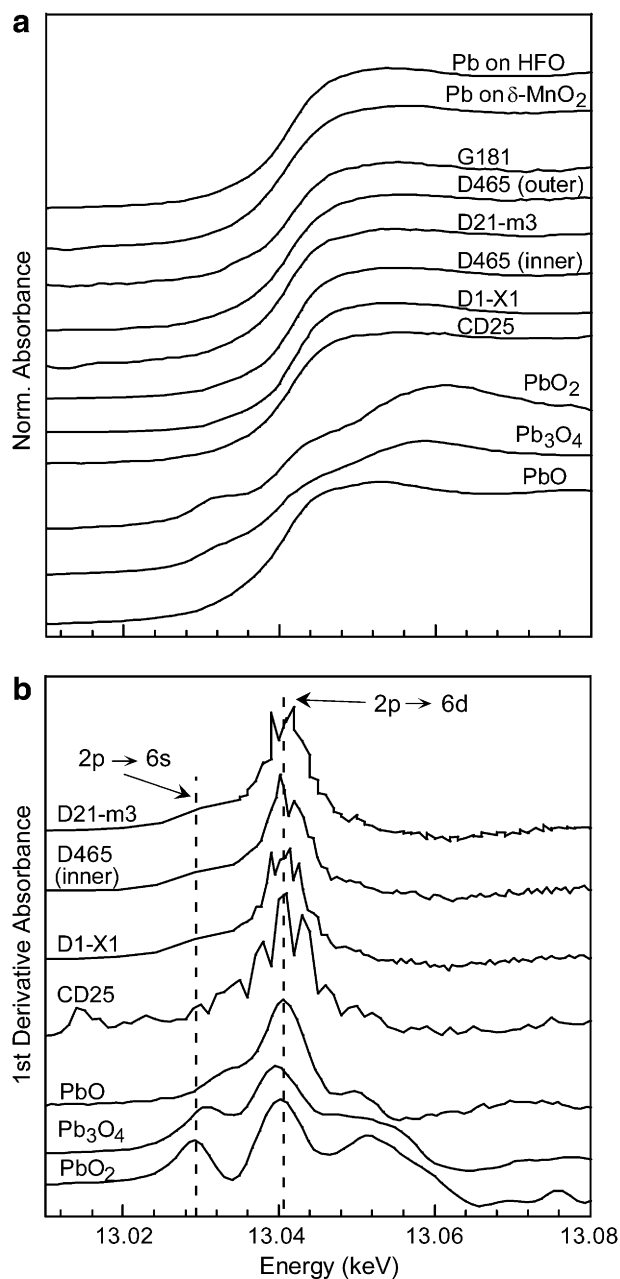 a
Pb on HFO
Pb on δ-MnO2
G181
D465 (outer)
D21-m3
D465 (inner)
D1-X1
CD25
PbO2
Pb3O4
PbO
Norm. Absorbance
b
2p → 6d
2p → 6s
D21-m3
D465
(inner)
D1-X1
CD25
PbO
Pb3O4
PbO2
1st Derivative Absorbance
13.02 13.04 13.06 13.08
Energy (keV)